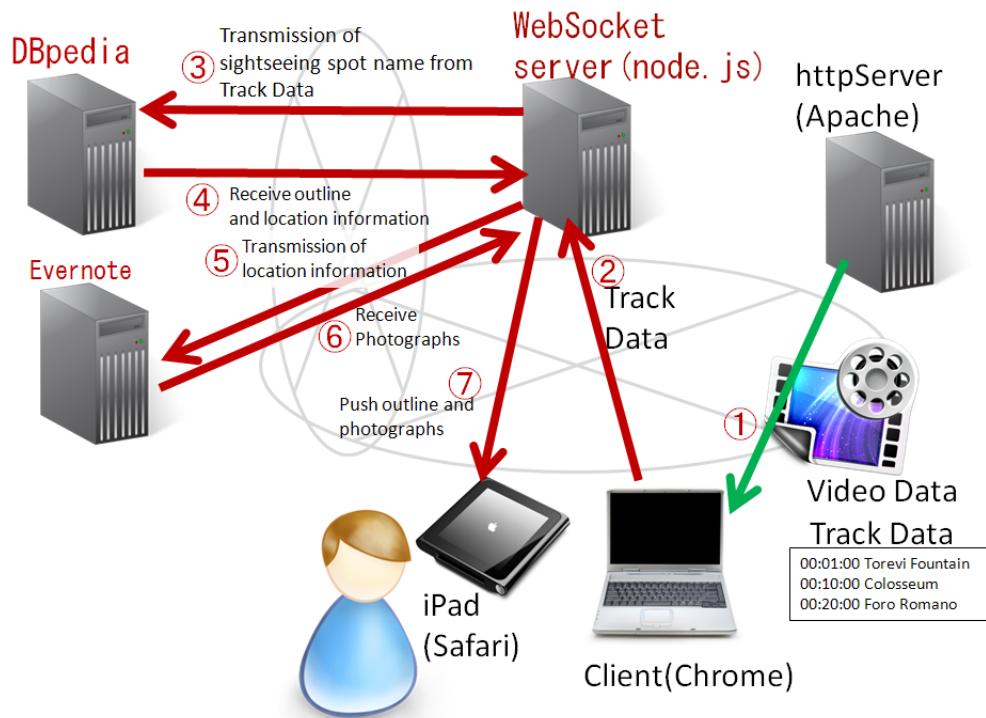 DBpedia
③
Transmission of
sightseeing spot name from
Track Data
WebSocket
server(node.js)
httpServer
(Apache)
④
Receive outline
and location information
⑤
Transmission of
location information
Evernote
⑥
Receive
Photographs
②
Track
Data
⑦
Push outline and
photographs
①
Video Data
Track Data
00:01:00 Torevi Fountain
00:10:00 Colosseum
00:20:00 Foro Romano
iPad
(Safari)
Client(Chrome)